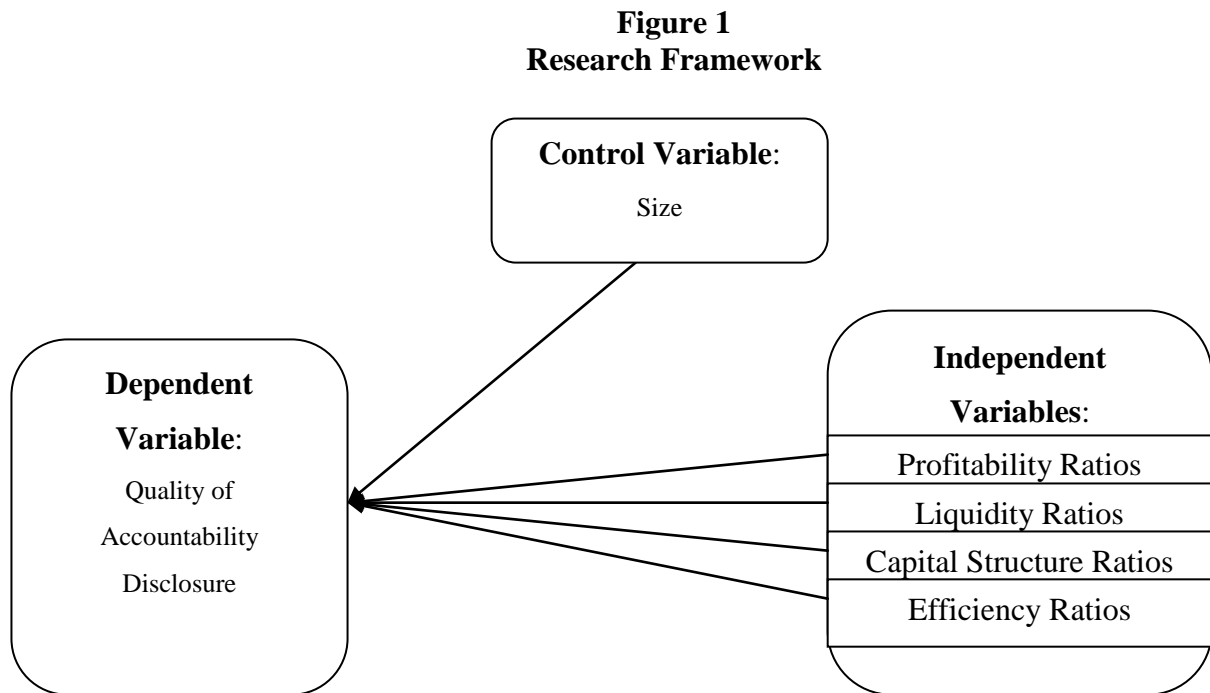 Figure 1
Research Framework
Control Variable:
Size
Dependent
Variable:
Quality of
Accountability
Disclosure
Independent
Variables:
Profitability Ratios
Liquidity Ratios
Capital Structure Ratios
Efficiency Ratios